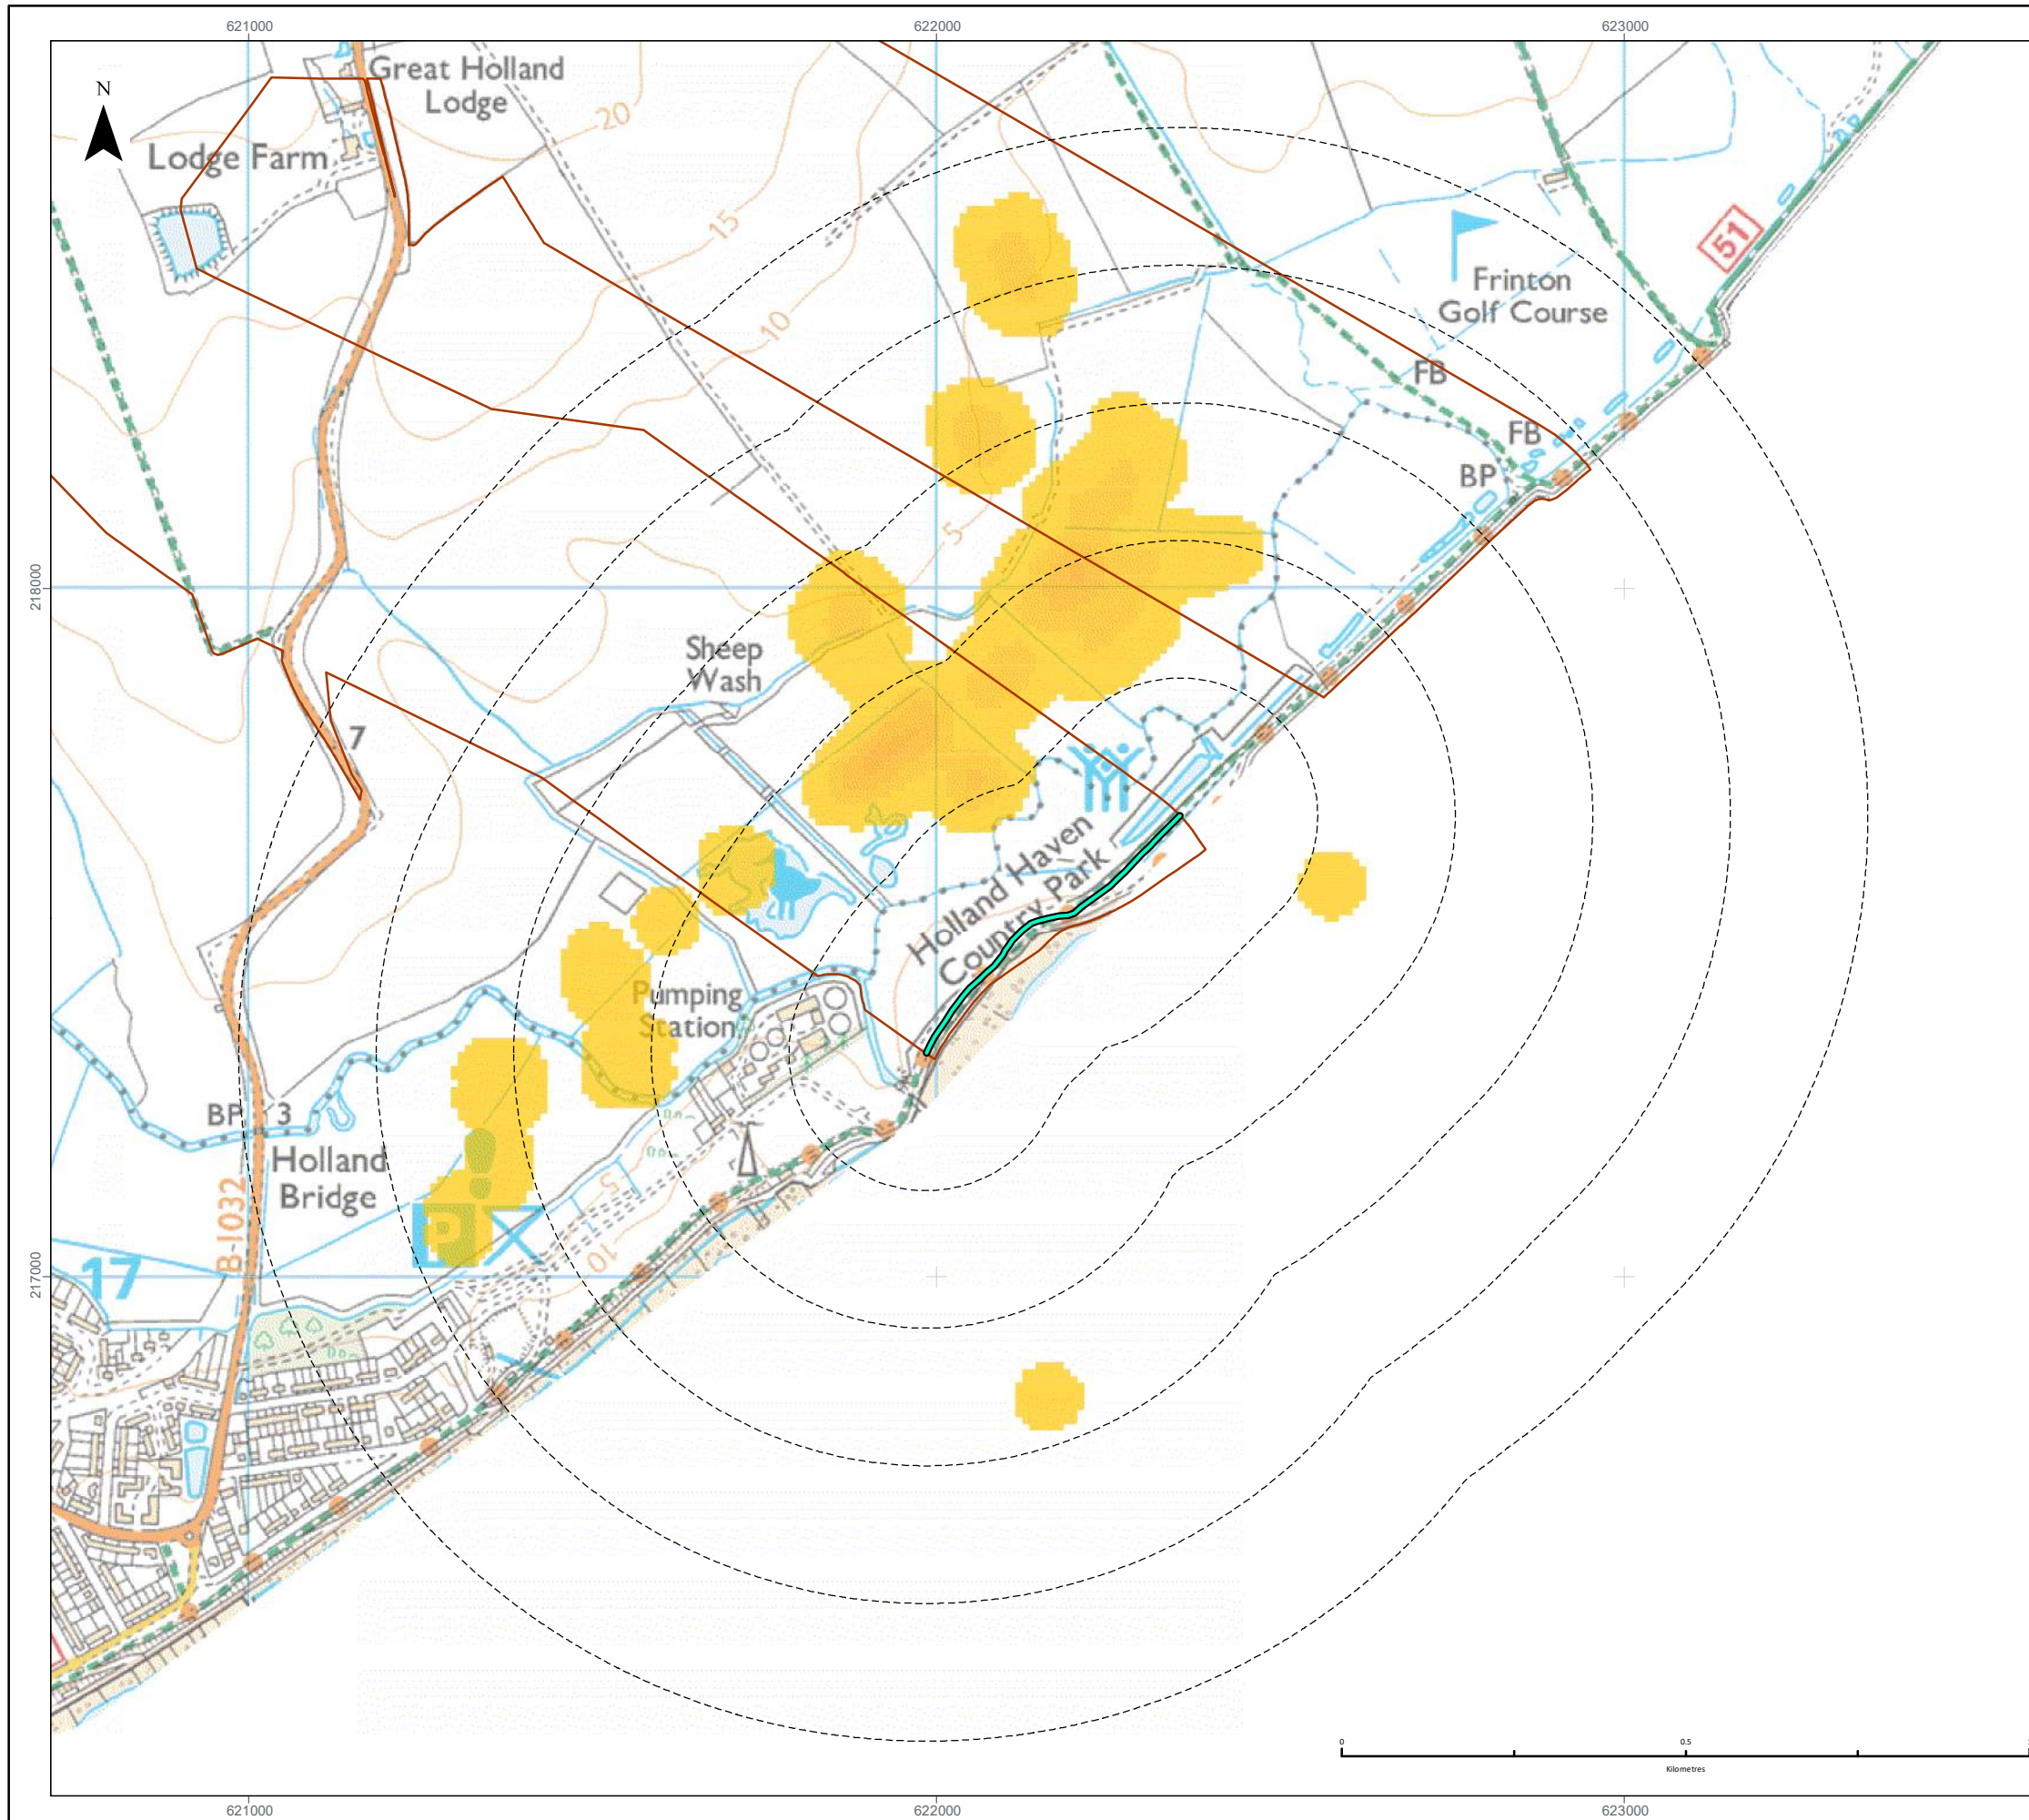 621000
622000
623000
N
Great Holland
Lodge
20
Lodge Farm
15
51
Frinton
Golf Course
10
FB
FB
BP
5
218000
Sheep
Wash
7
Holland Haven
Country Park
Pumping
Station
BP
3
Holland
Bridge
B 1032
5
P
10
17
217000
0
0.5
Kilometres
621000
622000
623000